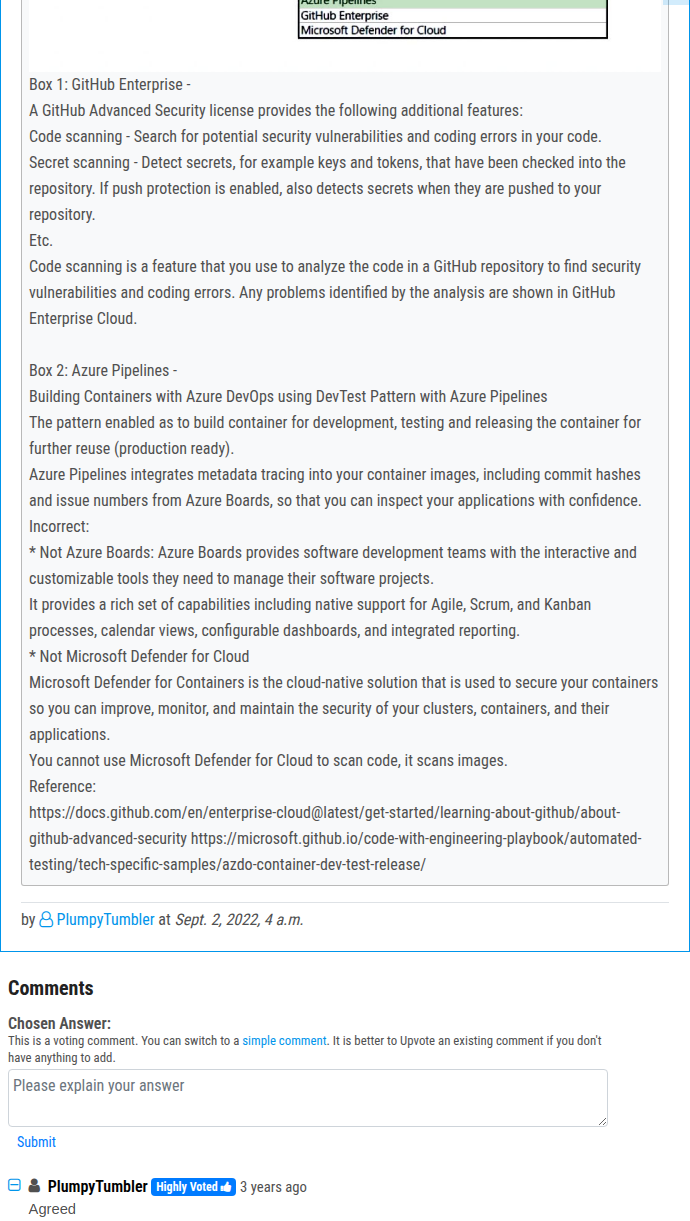 Azure Pipelines
GitHub Enterprise
Microsoft Defender for Cloud
Box 1: GitHub Enterprise -
A GitHub Advanced Security license provides the following additional features:
Code scanning - Search for potential security vulnerabilities and coding errors in your code.
Secret scanning - Detect secrets, for example keys and tokens, that have been checked into the
repository. If push protection is enabled, also detects secrets when they are pushed to your
repository.
Etc.
Code scanning is a feature that you use to analyze the code in a GitHub repository to find security
vulnerabilities and coding errors. Any problems identified by the analysis are shown in GitHub
Enterprise Cloud.
Box 2: Azure Pipelines -
Building Containers with Azure DevOps using DevTest Pattern with Azure Pipelines
The pattern enabled as to build container for development, testing and releasing the container for
further reuse (production ready).
Azure Pipelines integrates metadata tracing into your container images, including commit hashes
and issue numbers from Azure Boards, so that you can inspect your applications with confidence.
Incorrect:
* Not Azure Boards: Azure Boards provides software development teams with the interactive and
customizable tools they need to manage their software projects.
It provides a rich set of capabilities including native support for Agile, Scrum, and Kanban
processes, calendar views, configurable dashboards, and integrated reporting.
* Not Microsoft Defender for Cloud
Microsoft Defender for Containers is the cloud-native solution that is used to secure your containers
so you can improve, monitor, and maintain the security of your clusters, containers, and their
applications.
You cannot use Microsoft Defender for Cloud to scan code, it scans images.
Reference:
https://docs.github.com/en/enterprise-cloud@latest/get-started/learning-about-github/about-
github-advanced-security https://microsoft.github.io/code-with-engineering-playbook/automated-
testing/tech-specific-samples/azdo-container-dev-test-release/
by PlumpyTumbler at Sept. 2, 2022, 4 a.m.
Comments
Chosen Answer:
This is a voting comment. You can switch to a simple comment. It is better to Upvote an existing comment if you don't
have anything to add.
Please explain your answer
Submit
PlumpyTumbler Highly Voted 3 years ago
Agreed